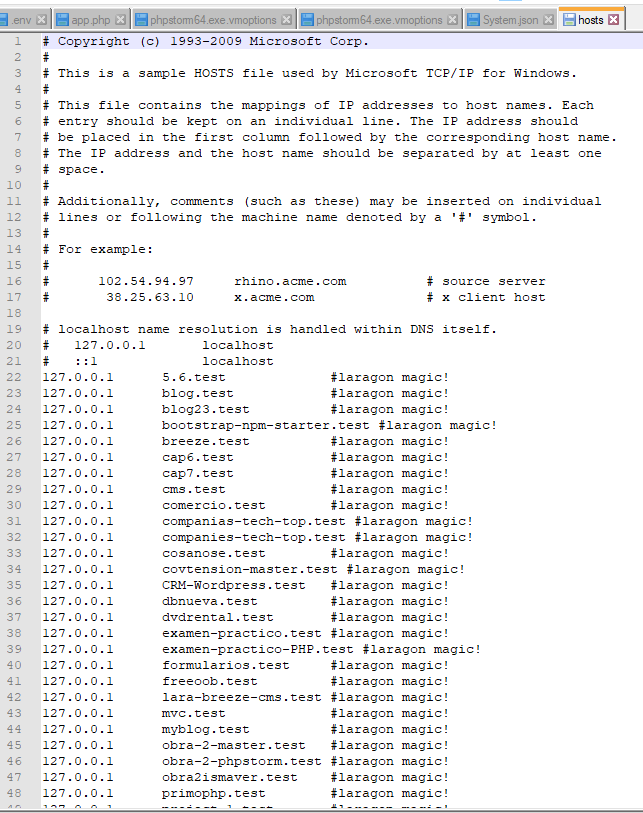 .env app.php phpstorm64.exe.vmoptions phpstorm64.exe.vmoptions System.json hosts
1 # Copyright (c) 1993-2009 Microsoft Corp.
2 #
3 # This is a sample HOSTS file used by Microsoft TCP/IP for Windows.
4 #
5 # This file contains the mappings of IP addresses to host names. Each
6 # entry should be kept on an individual line. The IP address should
7 # be placed in the first column followed by the corresponding host name.
8 # The IP address and the host name should be separated by at least one
9 # space.
10 #
11 # Additionally, comments (such as these) may be inserted on individual
12 # lines or following the machine name denoted by a '#' symbol.
13 #
14 # For example:
15 #
16 # 102.54.94.97 rhino.acme.com # source server
17 # 38.25.63.10 x.acme.com # x client host
18
19 # localhost name resolution is handled within DNS itself.
20 # 127.0.0.1 localhost
21 # ::1 localhost
22 127.0.0.1 5.6.test #laragon magic!
23 127.0.0.1 blog.test #laragon magic!
24 127.0.0.1 blog23.test #laragon magic!
25 127.0.0.1 bootstrap-npm-starter.test #laragon magic!
26 127.0.0.1 breeze.test #laragon magic!
27 127.0.0.1 cap6.test #laragon magic!
28 127.0.0.1 cap7.test #laragon magic!
29 127.0.0.1 cms.test #laragon magic!
30 127.0.0.1 comercio.test #laragon magic!
31 127.0.0.1 companias-tech-top.test #laragon magic!
32 127.0.0.1 companies-tech-top.test #laragon magic!
33 127.0.0.1 cosanose.test #laragon magic!
34 127.0.0.1 covtension-master.test #laragon magic!
35 127.0.0.1 CRM-Wordpress.test #laragon magic!
36 127.0.0.1 dbnueva.test #laragon magic!
37 127.0.0.1 dvdrental.test #laragon magic!
38 127.0.0.1 examen-practico.test #laragon magic!
39 127.0.0.1 examen-practico-PHP.test #laragon magic!
40 127.0.0.1 formularios.test #laragon magic!
41 127.0.0.1 freeoob.test #laragon magic!
42 127.0.0.1 lara-breeze-cms.test #laragon magic!
43 127.0.0.1 mvc.test #laragon magic!
44 127.0.0.1 myblog.test #laragon magic!
45 127.0.0.1 obra-2-master.test #laragon magic!
46 127.0.0.1 obra-2-phpstorm.test #laragon magic!
47 127.0.0.1 obra2ismaver.test #laragon magic!
48 127.0.0.1 primophp.test #laragon magic!